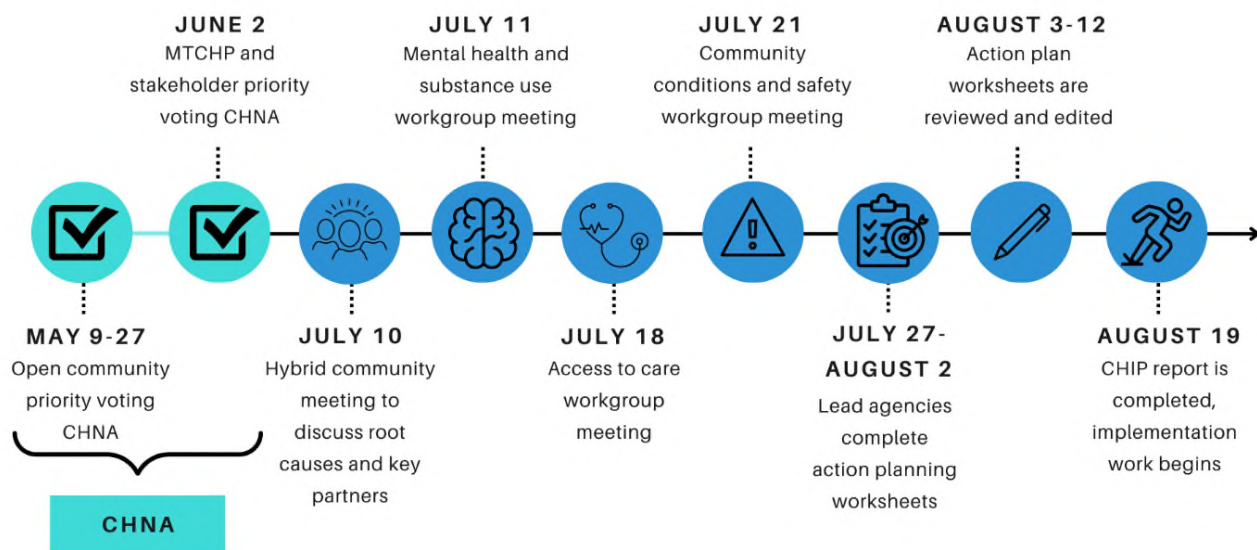 JUNE 2
MTCHP and
stakeholder priority
voting CHNA
JULY 11
Mental health and
substance use
workgroup meeting
JULY 21
Community
conditions and safety
workgroup meeting
AUGUST 3-12
Action plan
worksheets are
reviewed and edited
MAY 9-27
Open community
priority voting
CHNA
JULY 10
Hybrid community
meeting to
discuss root
causes and key
partners
JULY 18
Access to care
workgroup
meeting
JULY 27-
AUGUST 2
Lead agencies
complete
action planning
worksheets
AUGUST 19
CHIP report is
completed,
implementation
work begins
CHNA